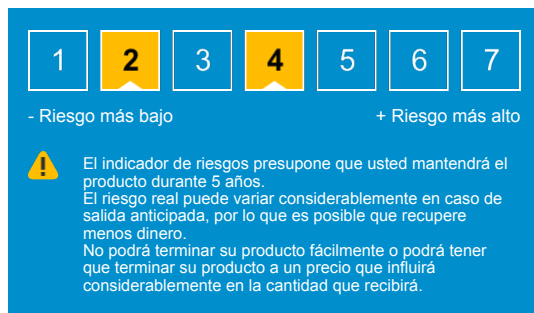 1 2 3 4 5 6 7
- Riesgo más bajo + Riesgo más alto
!
El indicador de riesgos presupone que usted mantendrá el
producto durante 5 años.
El riesgo real puede variar considerablemente en caso de
salida anticipada, por lo que es posible que recupere
menos dinero.
No podrá terminar su producto fácilmente o podrá tener
que terminar su producto a un precio que influirá
considerablemente en la cantidad que recibirá.